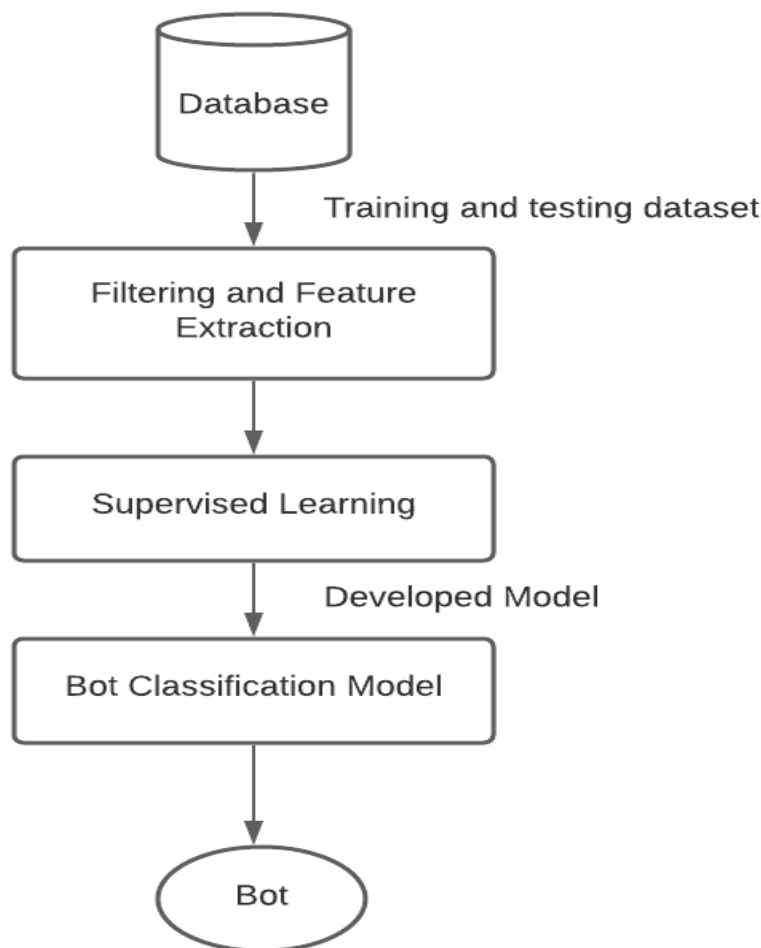 Database
Training and testing dataset
Filtering and Feature
Extraction
Supervised Learning
Developed Model
Bot Classification Model
Bot